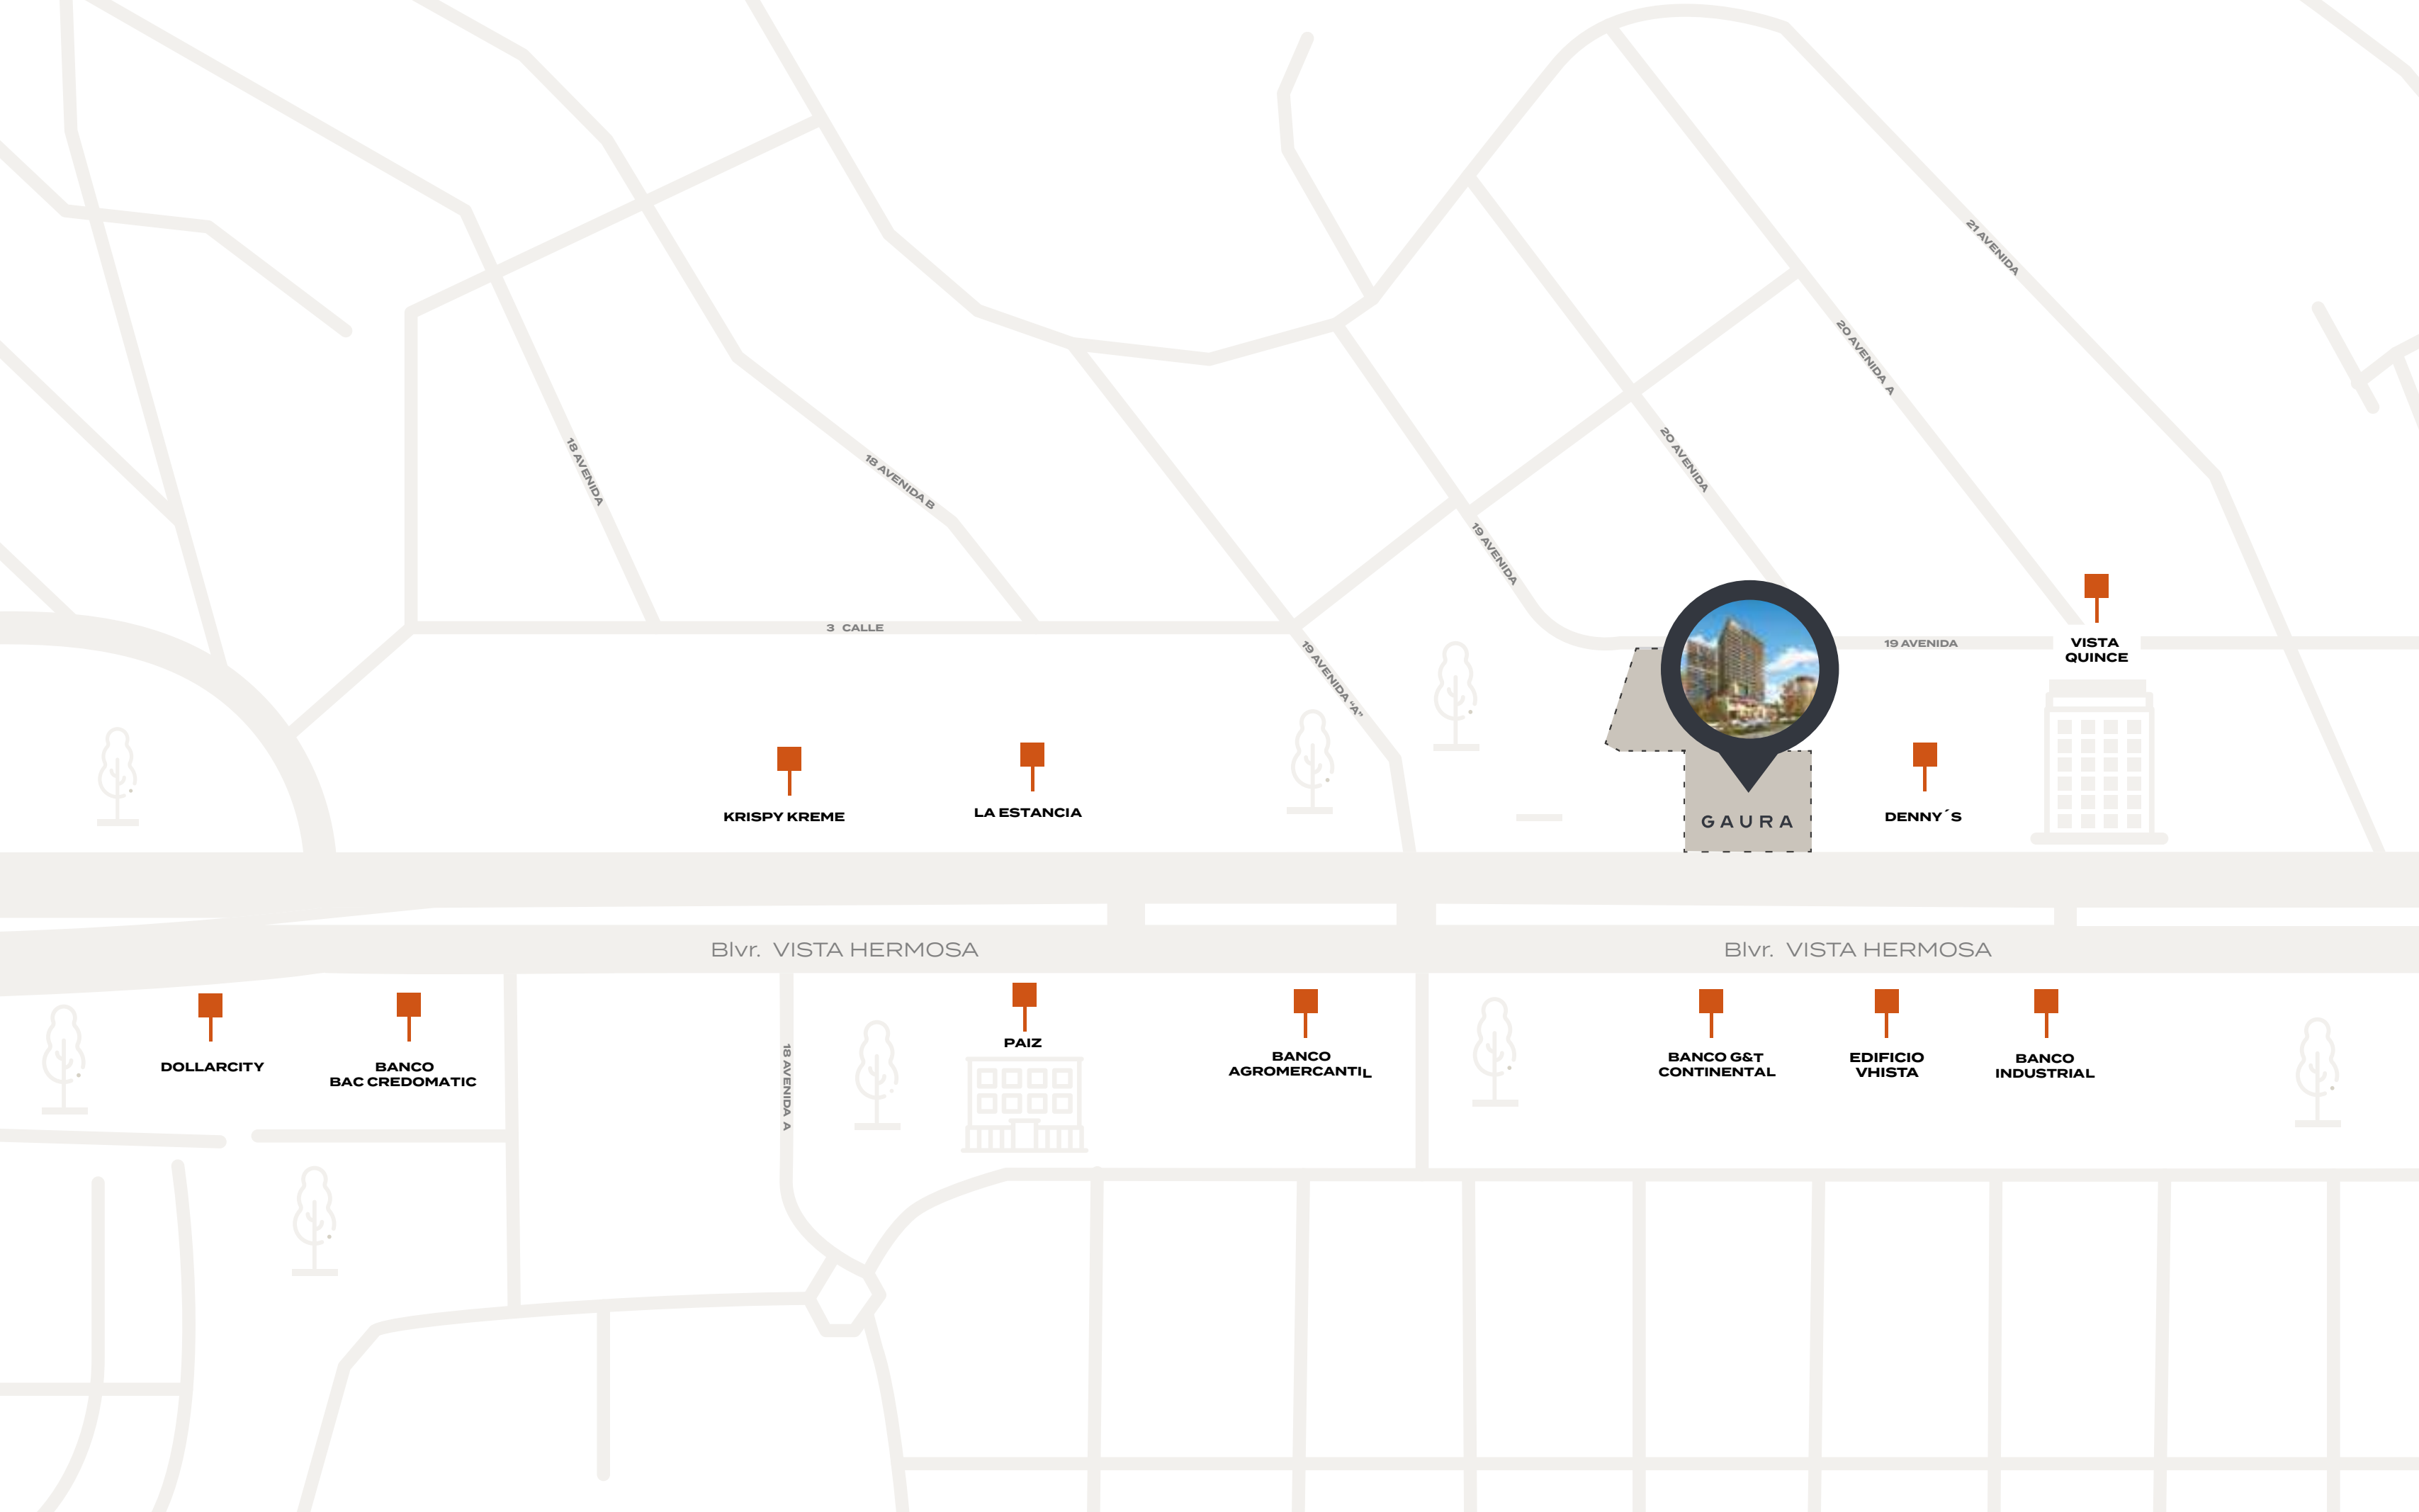 21 AVENIDA
20 AVENIDA A
20 AVENIDA
18 AVENIDA
18 AVENIDA B
19 AVENIDA
3 CALLE
19 AVENIDA "A"
19 AVENIDA
VISTA
QUINCE
KRISPY KREME
LA ESTANCIA
GAURA
DENNY´S
Blvr. VISTA HERMOSA
Blvr. VISTA HERMOSA
DOLLARCITY
BANCO
BAC CREDOMATIC
18 AVENIDA A
PAIZ
BANCO
AGROMERCANTIL
BANCO G&T
CONTINENTAL
EDIFICIO
VHISTA
BANCO
INDUSTRIAL